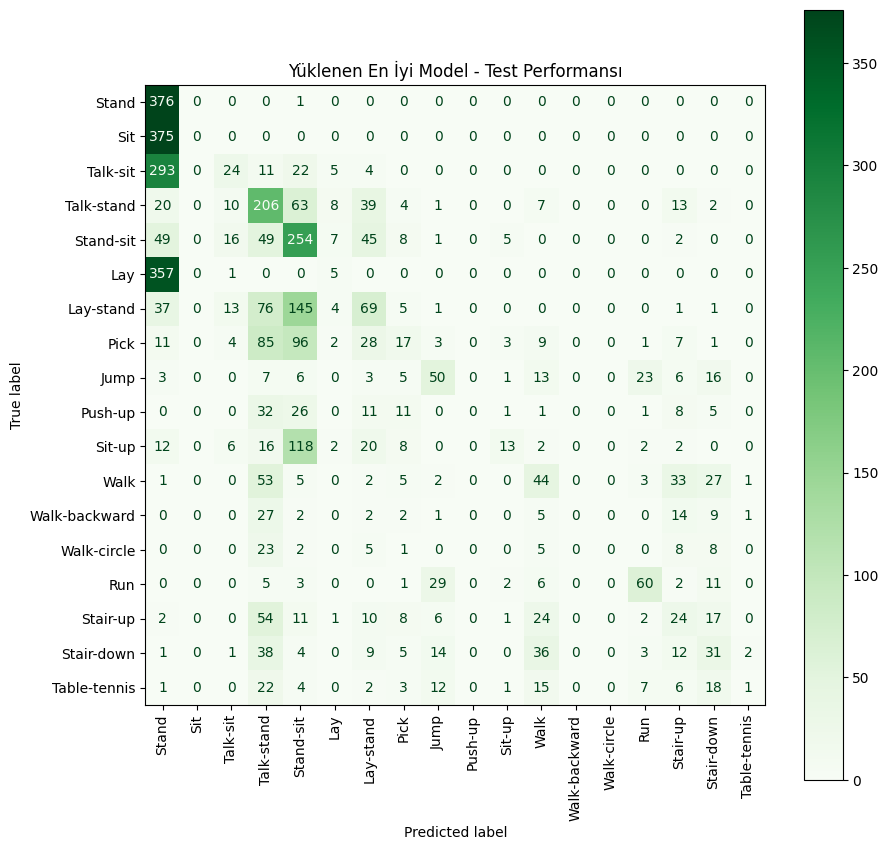 Yüklenen En İyi Model - Test Performansı
True label
Stand 376 0 0 0 1 0 0 0 0 0 0 0 0 0 0 0 0 0
Sit 375 0 0 0 0 0 0 0 0 0 0 0 0 0 0 0 0 0
Talk-sit 293 0 24 11 22 5 4 0 0 0 0 0 0 0 0 0 0 0
Talk-stand 20 0 10 206 63 8 39 4 1 0 0 7 0 0 0 13 2 0
Stand-sit 49 0 16 49 254 7 45 8 1 0 5 0 0 0 0 2 0 0
Lay 357 0 1 0 0 5 0 0 0 0 0 0 0 0 0 0 0 0
Lay-stand 37 0 13 76 145 4 69 5 1 0 0 0 0 0 0 1 1 0
Pick 11 0 4 85 96 2 28 17 3 0 3 9 0 0 1 7 1 0
Jump 3 0 0 7 6 0 3 5 50 0 1 13 0 0 23 6 16 0
Push-up 0 0 0 32 26 0 11 11 0 0 1 1 0 0 1 8 5 0
Sit-up 12 0 6 16 118 2 20 8 0 0 13 2 0 0 2 2 0 0
Walk 1 0 0 53 5 0 2 5 2 0 0 44 0 0 3 33 27 1
Walk-backward 0 0 0 27 2 0 2 2 1 0 0 5 0 0 0 14 9 1
Walk-circle 0 0 0 23 2 0 5 1 0 0 0 5 0 0 0 8 8 0
Run 0 0 0 5 3 0 0 1 29 0 2 6 0 0 60 2 11 0
Stair-up 2 0 0 54 11 1 10 8 6 0 1 24 0 0 2 24 17 0
Stair-down 1 0 1 38 4 0 9 5 14 0 0 36 0 0 3 12 31 2
Table-tennis 1 0 0 22 4 0 2 3 12 0 1 15 0 0 7 6 18 1
Stand Sit Talk-sit Talk-stand Stand-sit Lay Lay-stand Pick Jump Push-up Sit-up Walk Walk-backward Walk-circle Run Stair-up Stair-down Table-tennis
Predicted label
350
300
250
200
150
100
50
0